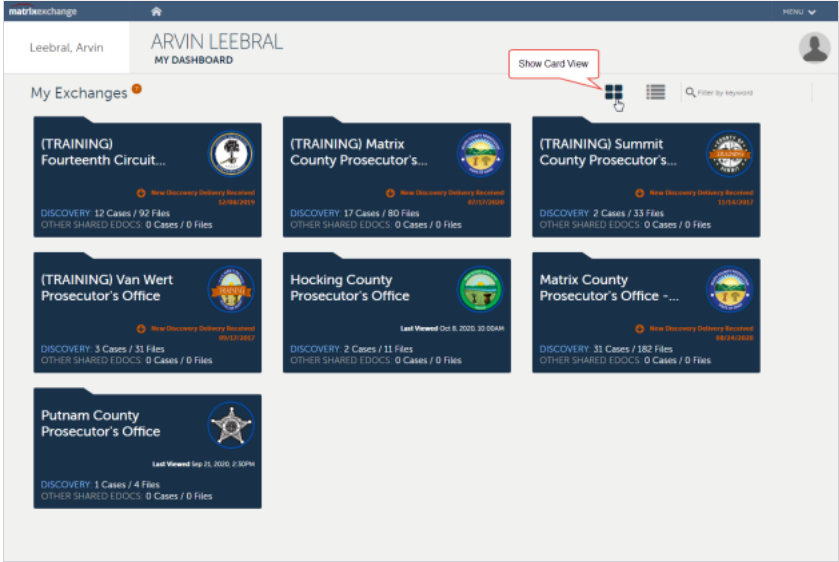 matrixexchange
MENU
Leebral, Arvin
ARVIN LEEBRAL
MY DASHBOARD
Show Card View
My Exchanges 7
Filter by keyword
(TRAINING)
Fourteenth Circuit...
New Discovery Delivery Received
12/08/2019
DISCOVERY: 12 Cases / 92 Files
OTHER SHARED EDOCS: 0 Cases / 0 Files
(TRAINING) Matrix
County Prosecutor's...
New Discovery Delivery Received
07/17/2020
DISCOVERY: 17 Cases / 80 Files
OTHER SHARED EDOCS: 0 Cases / 0 Files
(TRAINING) Summit
County Prosecutor's...
TRAINING
SUMMIT
New Discovery Delivery Received
11/14/2017
DISCOVERY: 2 Cases / 33 Files
OTHER SHARED EDOCS: 0 Cases / 0 Files
(TRAINING) Van Wert
Prosecutor's Office
TRAINING
New Discovery Delivery Received
09/17/2017
DISCOVERY: 3 Cases / 31 Files
OTHER SHARED EDOCS: 0 Cases / 0 Files
Hocking County
Prosecutor's Office
Last Viewed Oct 8, 2020, 10:00AM
DISCOVERY: 2 Cases / 11 Files
OTHER SHARED EDOCS: 0 Cases / 0 Files
Matrix County
Prosecutor's Office -...
New Discovery Delivery Received
08/24/2020
DISCOVERY: 31 Cases / 182 Files
OTHER SHARED EDOCS: 0 Cases / 0 Files
Putnam County
Prosecutor's Office
Last Viewed Sep 21, 2020, 2:30PM
DISCOVERY: 1 Cases / 4 Files
OTHER SHARED EDOCS: 0 Cases / 0 Files